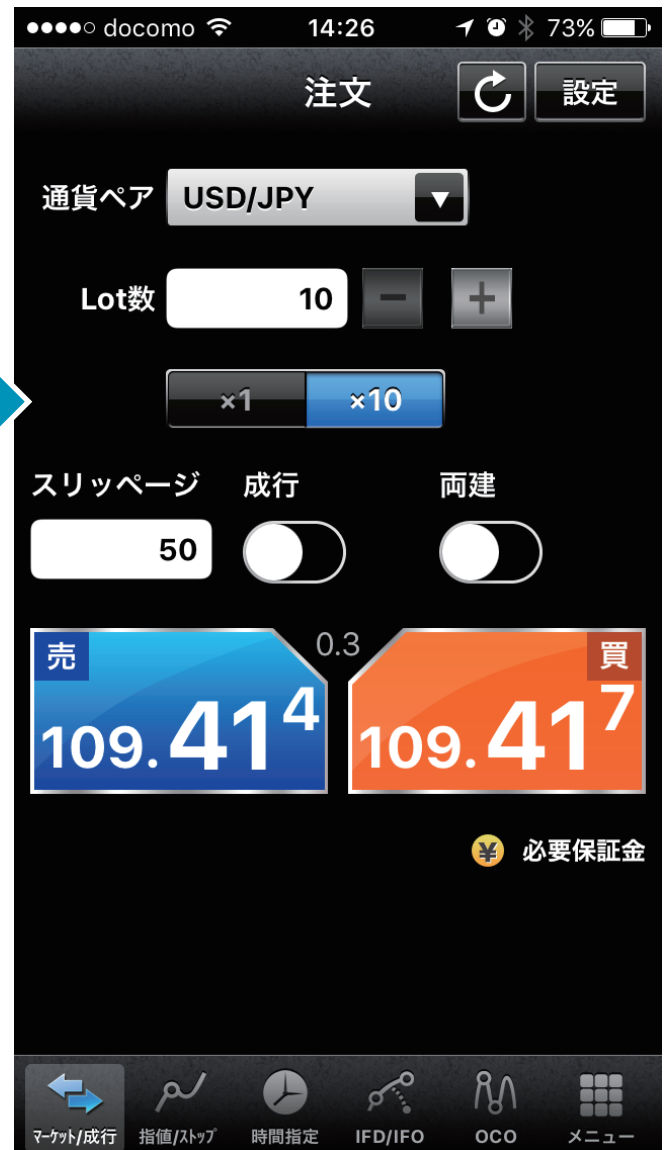 docomo 14:26 73%
注文 設定
通貨ペア USD/JPY
Lot数 10 − +
×1 ×10
スリッページ 成行 両建
50
売 0.3 買
109.414 109.417
¥ 必要保証金
マーケット/成行 指値/ストップ 時間指定 IFD/IFO OCO メニュー